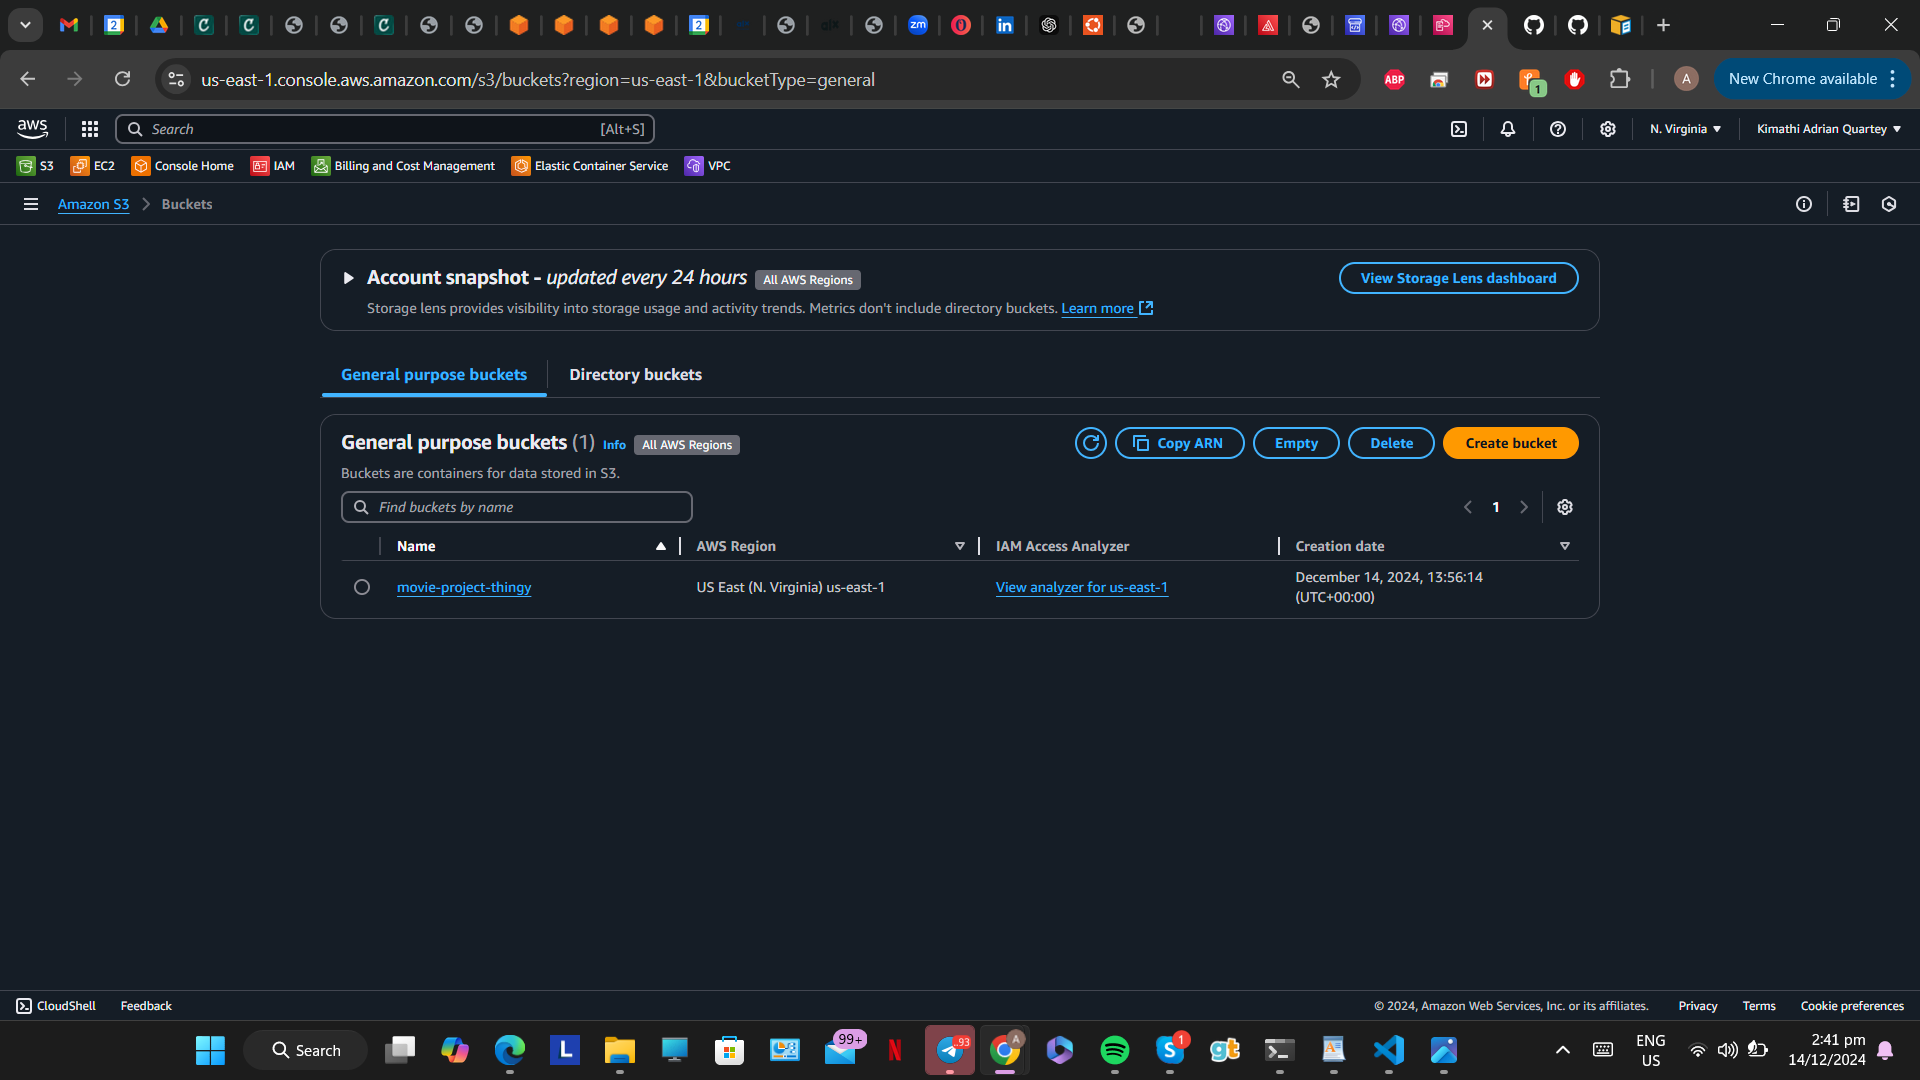 us-east-1.console.aws.amazon.com/s3/buckets?region=us-east-1&bucketType=general
ABP
1
A
New Chrome available
aws
Search
[Alt+S]
N. Virginia
Kimathi Adrian Quartey
S3
EC2
Console Home
IAM
Billing and Cost Management
Elastic Container Service
VPC
Amazon S3
Buckets
Account snapshot - updated every 24 hours
All AWS Regions
View Storage Lens dashboard
Storage lens provides visibility into storage usage and activity trends. Metrics don't include directory buckets. Learn more
General purpose buckets
Directory buckets
General purpose buckets (1) Info
All AWS Regions
Copy ARN
Empty
Delete
Create bucket
Buckets are containers for data stored in S3.
Find buckets by name
1
Name
AWS Region
IAM Access Analyzer
Creation date
movie-project-thingy
US East (N. Virginia) us-east-1
View analyzer for us-east-1
December 14, 2024, 13:56:14
(UTC+00:00)
CloudShell
Feedback
© 2024, Amazon Web Services, Inc. or its affiliates.
Privacy
Terms
Cookie preferences
Search
L
99+
N
93
A
1
gt
ENG
US
2:41 pm
14/12/2024